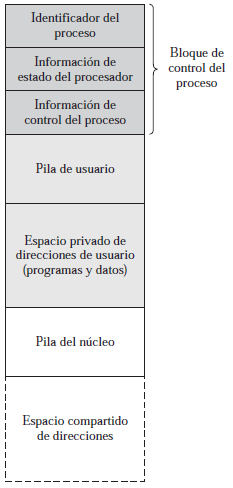 Identificador del
proceso
Información de
estado del procesador
Información de
control del proceso
Bloque de
control del
proceso
Pila de usuario
Espacio privado de
direcciones de usuario
(programas y datos)
Pila del núcleo
Espacio compartido
de direcciones